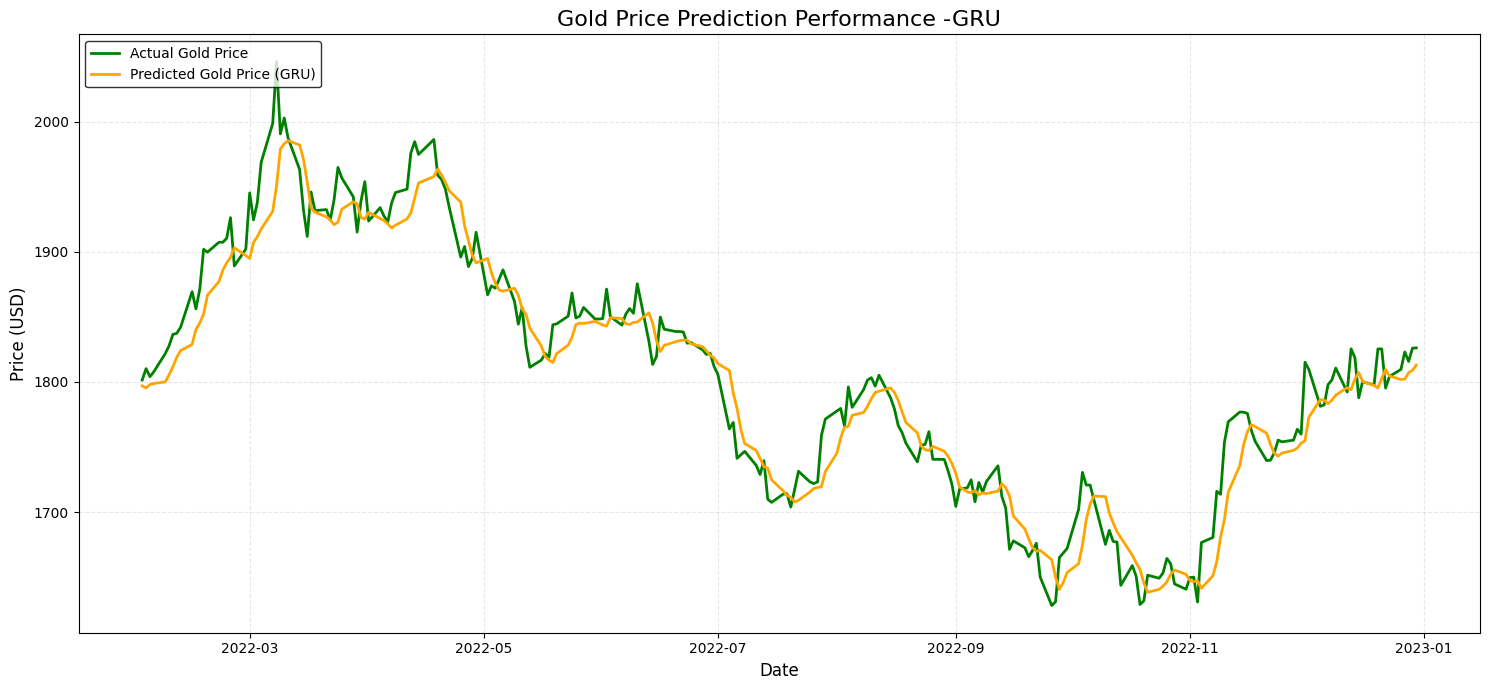 Gold Price Prediction Performance -GRU
Actual Gold Price
Predicted Gold Price (GRU)
Price (USD)
2000
1900
1800
1700
2022-03
2022-05
2022-07
2022-09
2022-11
2023-01
Date